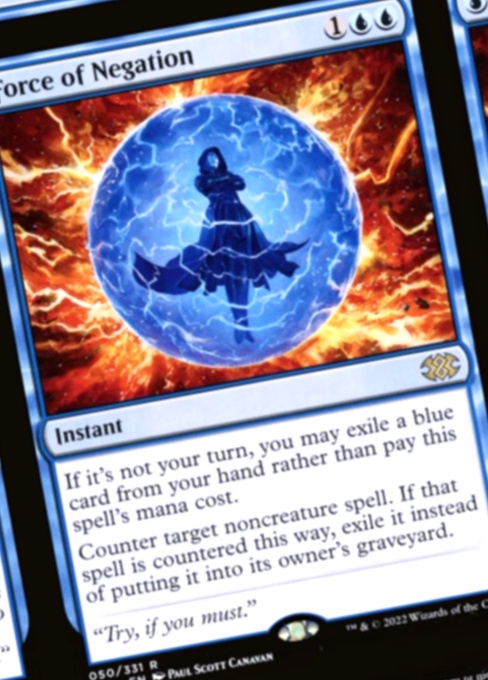 Force of Negation
1
Instant
If it's not your turn, you may exile a blue
card from your hand rather than pay this
spell's mana cost.
Counter target noncreature spell. If that
spell is countered this way, exile it instead
of putting it into its owner's graveyard.
"Try, if you must."
050/331 R
EN PAUL SCOTT CANAVAN
™ & © 2022 Wizards of the C